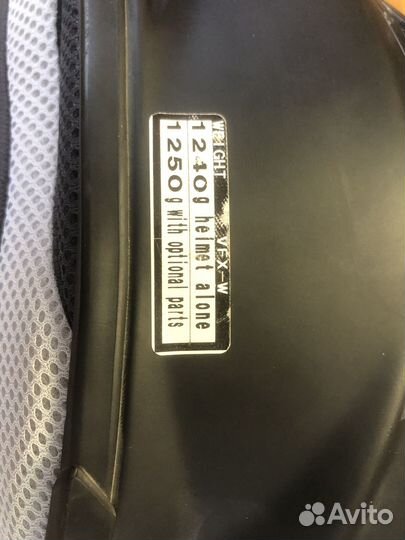 WEIGHT VFX-W
1240g helmet alone
1250g with optional parts
Avito